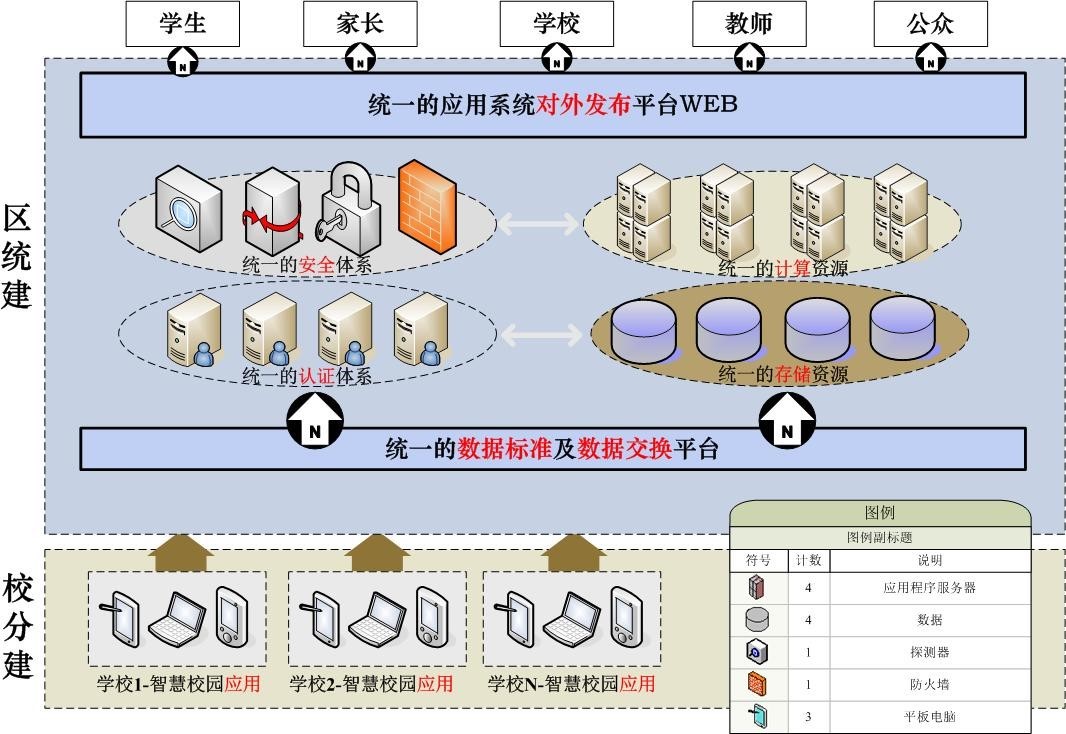 学生
家长
学校
教师
公众
N
N
N
N
N
统一的应用系统对外发布平台WEB
区统建
统一的安全体系
统一的计算资源
统一的认证体系
统一的存储资源
N
N
统一的数据标准及数据交换平台
校分建
学校1-智慧校园应用
学校2-智慧校园应用
学校N-智慧校园应用
图例
图例副标题
符号 计数 说明
4 应用程序服务器
4 数据
1 探测器
1 防火墙
3 平板电脑